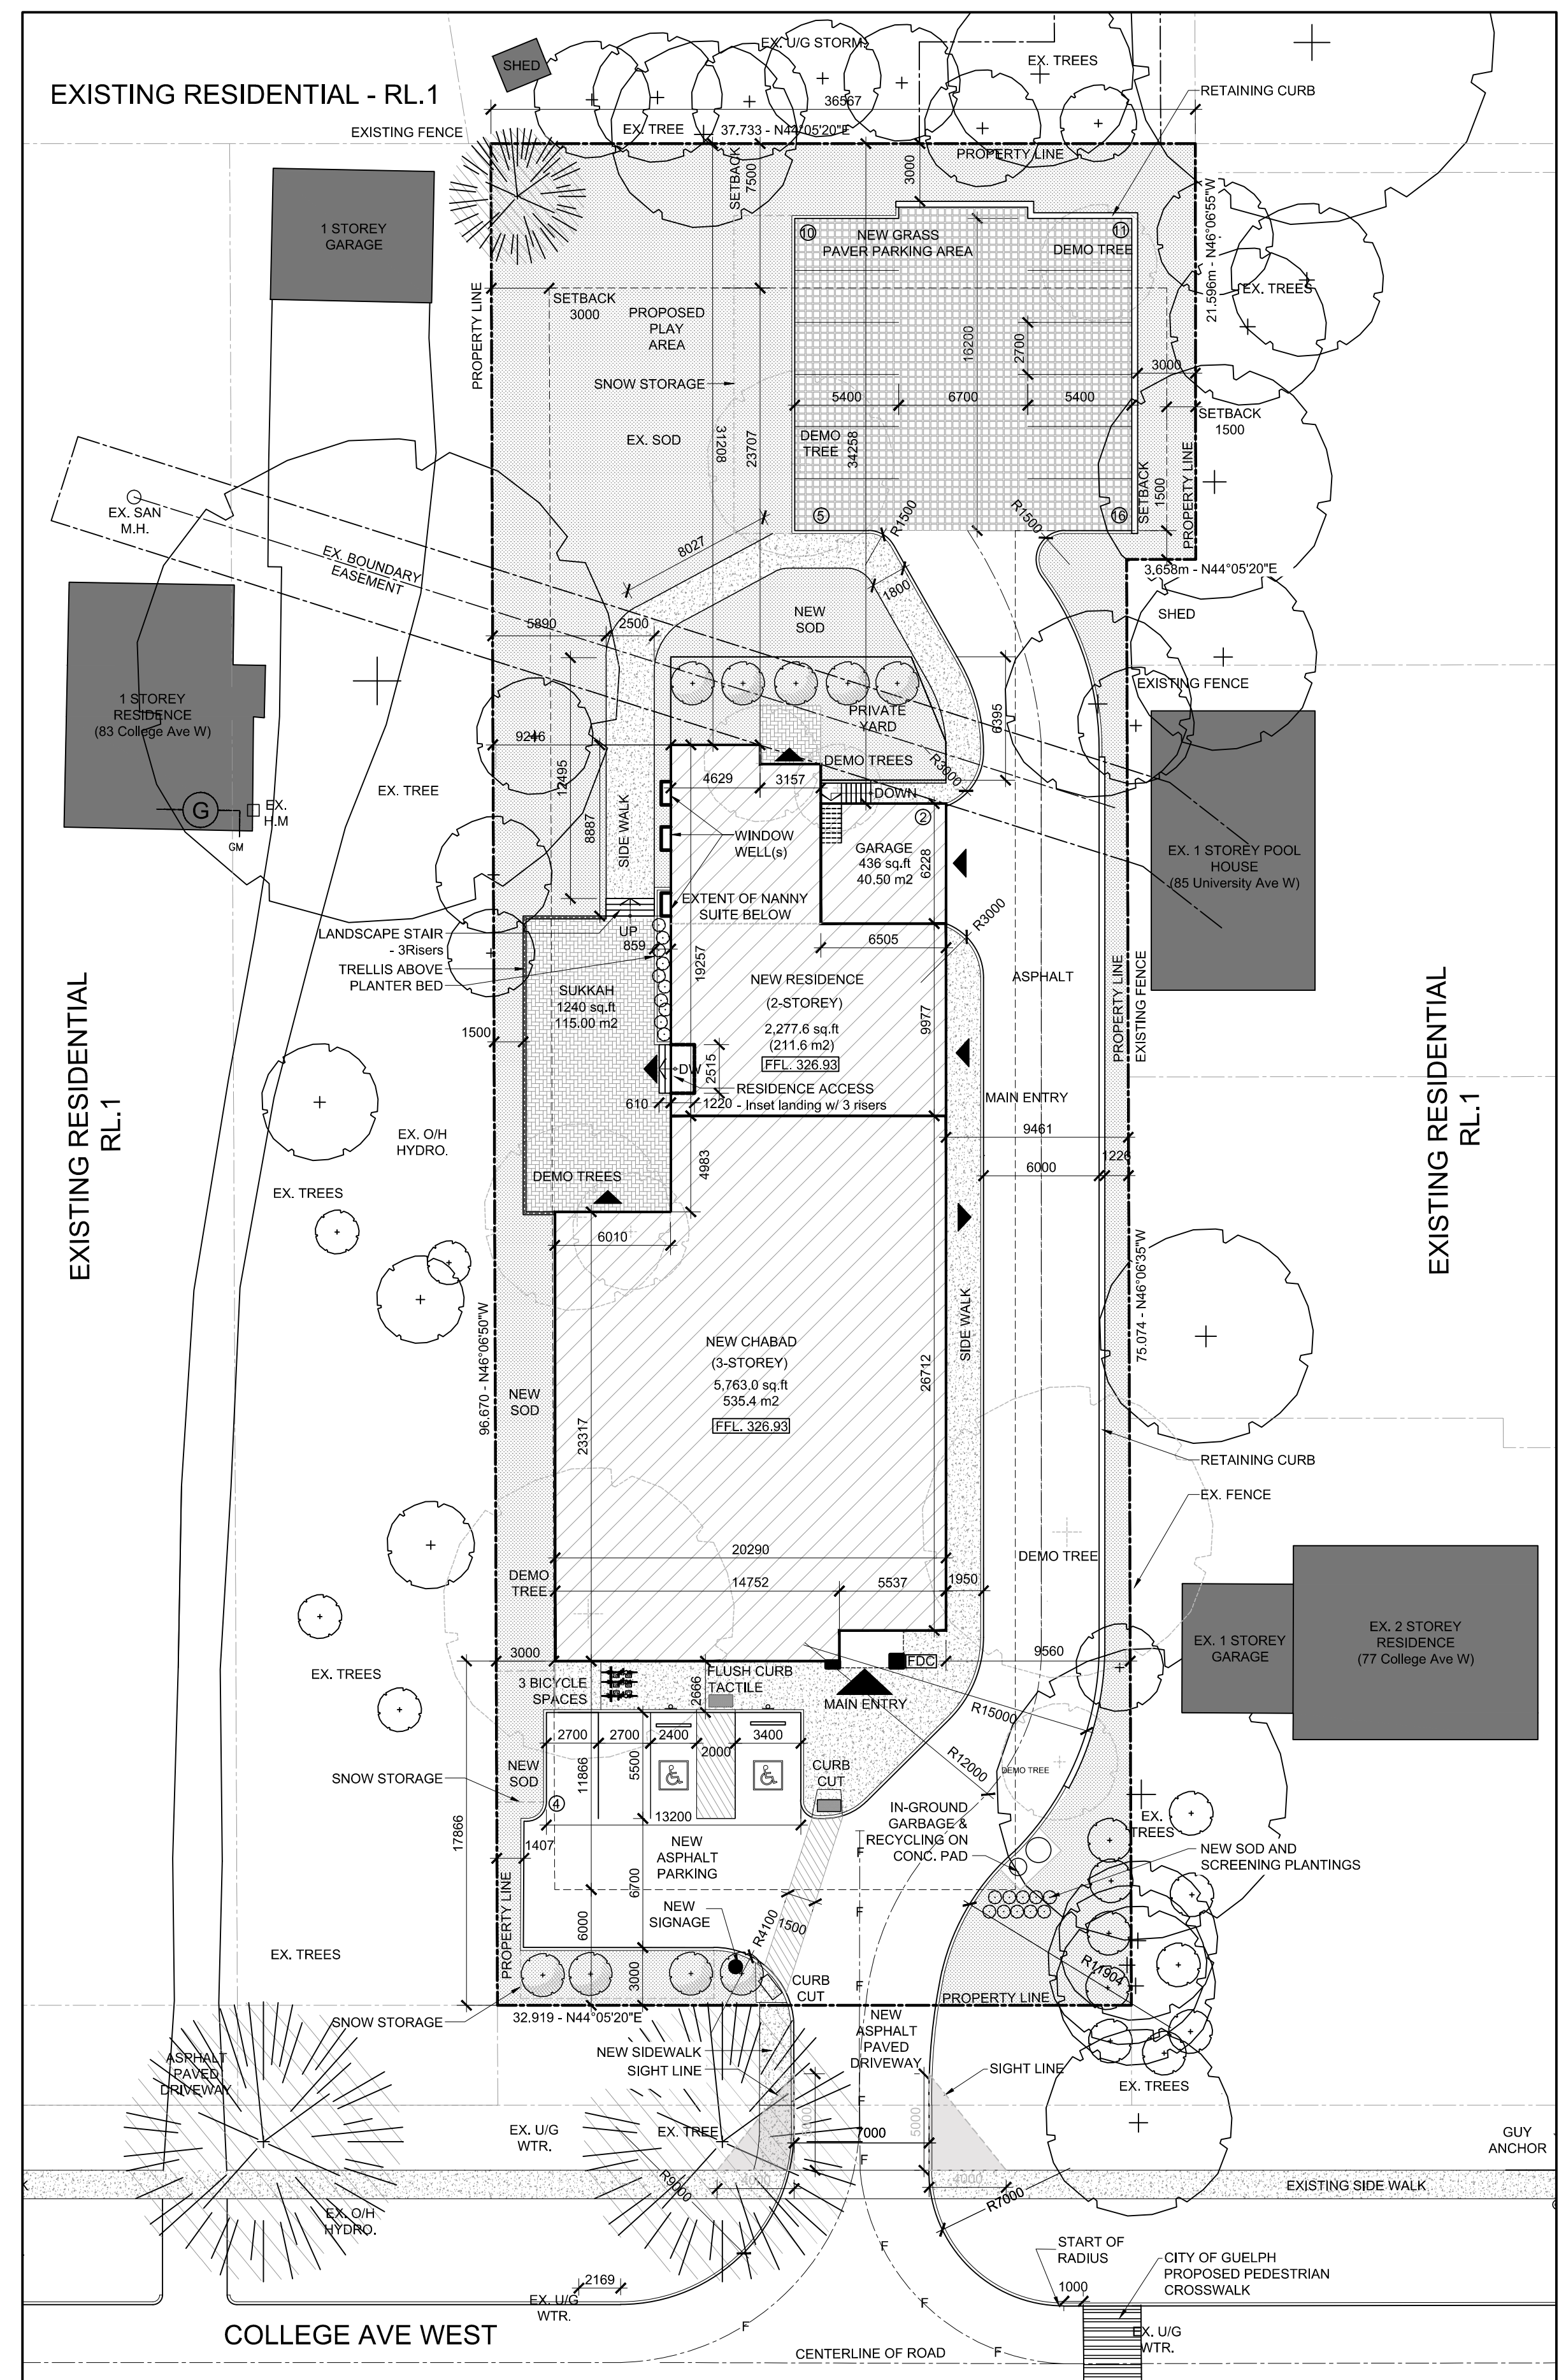 EX. U/G STORM
SHED
EX. TREES
EXISTING RESIDENTIAL - RL.1
RETAINING CURB
36567
EXISTING FENCE
EX. TREE
37.733 - N44°05'20"E
PROPERTY LINE
SETBACK
7500
3000
21.596m - N46°06'55"W
1 STOREY
GARAGE
10
NEW GRASS
PAVER PARKING AREA
11
DEMO TREE
EX. TREES
PROPERTY LINE
SETBACK
3000
PROPOSED
PLAY
AREA
16200
2700
3000
SNOW STORAGE
5400
6700
5400
SETBACK
1500
EX. SOD
31208
23707
DEMO
TREE
34258
SETBACK
1500
PROPERTY LINE
EX. SAN
M.H.
5
16
R1500
R1500
8027
EX. BOUNDARY
EASEMENT
3.658m - N44°05'20"E
1800
NEW
SOD
SHED
5890
2500
1 STOREY
RESIDENCE
(83 College Ave W)
EXISTING FENCE
PRIVATE
YARD
6395
9246
DEMO TREES
R3000
12495
4629
3157
DOWN
EX. TREE
G
EX.
H.M
GM
8887
SIDE WALK
WINDOW
WELL(s)
2
GARAGE
436 sq.ft
40.50 m2
6228
EX. 1 STOREY POOL
HOUSE
(85 University Ave W)
EXTENT OF NANNY
SUITE BELOW
R3000
LANDSCAPE STAIR
- 3Risers
UP
859
6505
TRELLIS ABOVE
PLANTER BED
19257
NEW RESIDENCE
(2-STOREY)
2,277.6 sq.ft
(211.6 m2)
FFL. 326.93
ASPHALT
PROPERTY LINE
EXISTING FENCE
SUKKAH
1240 sq.ft
115.00 m2
9977
1500
EXISTING RESIDENTIAL
RL.1
EXISTING RESIDENTIAL
RL.1
DW
2515
RESIDENCE ACCESS
- Inset landing w/ 3 risers
610
1220
MAIN ENTRY
EX. O/H
HYDRO.
9461
1226
6000
4983
DEMO TREES
EX. TREES
6010
96.670 - N46°06'50"W
75.074 - N46°06'35"W
SIDE WALK
NEW CHABAD
(3-STOREY)
5,763.0 sq.ft
535.4 m2
FFL. 326.93
26712
NEW
SOD
23317
RETAINING CURB
EX. FENCE
20290
DEMO TREE
DEMO
TREE
14752
5537
1950
EX. 1 STOREY
GARAGE
EX. 2 STOREY
RESIDENCE
(77 College Ave W)
3000
FDC
9560
EX. TREES
3 BICYCLE
SPACES
2666
FLUSH CURB
TACTILE
MAIN ENTRY
R15000
2700
2700
2400
2000
3400
R12000
SNOW STORAGE
NEW
SOD
11866
5500
CURB
CUT
DEMO TREE
4
13200
IN-GROUND
GARBAGE &
RECYCLING ON
CONC. PAD
EX.
TREES
17866
1407
NEW
ASPHALT
PARKING
F
NEW SOD AND
SCREENING PLANTINGS
6700
PROPERTY LINE
6000
NEW
SIGNAGE
R4100
1500
F
EX. TREES
3000
CURB
CUT
F
R11904
PROPERTY LINE
SNOW STORAGE
32.919 - N44°05'20"E
NEW
ASPHALT
PAVED
DRIVEWAY
NEW SIDEWALK
SIGHT LINE
SIGHT LINE
ASPHALT
PAVED
DRIVEWAY
EX. TREES
F
5000
5000
EX. U/G
WTR.
EX. TREE
7000
GUY
ANCHOR
F
4000
4000
R9000
R7000
EXISTING SIDE WALK
EX. O/H
HYDRO.
F
START OF
RADIUS
CITY OF GUELPH
PROPOSED PEDESTRIAN
CROSSWALK
2169
1000
EX. U/G
WTR.
F
F
COLLEGE AVE WEST
F
EX. U/G
WTR.
CENTERLINE OF ROAD